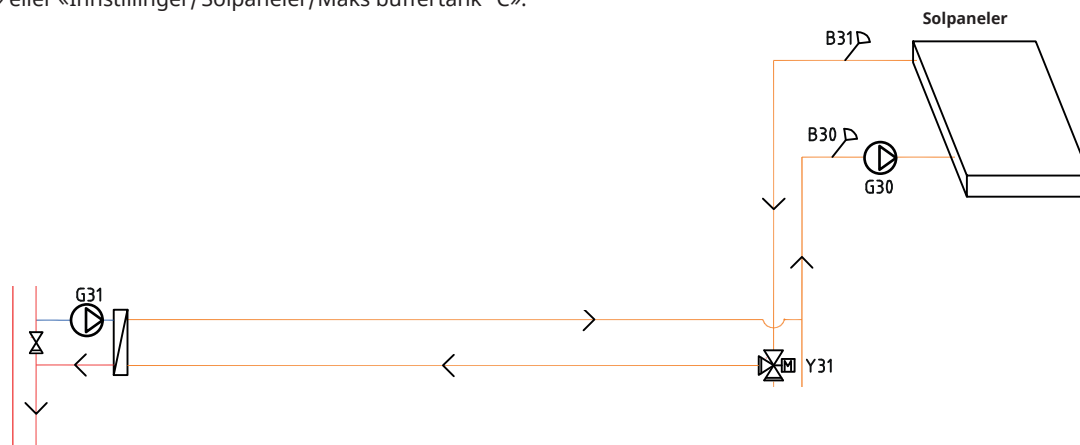 eller «Innstillinger/Solpaneler/Maks buffertank °C».
Solpaneler
B31
B30
G30
G31
M
Y31